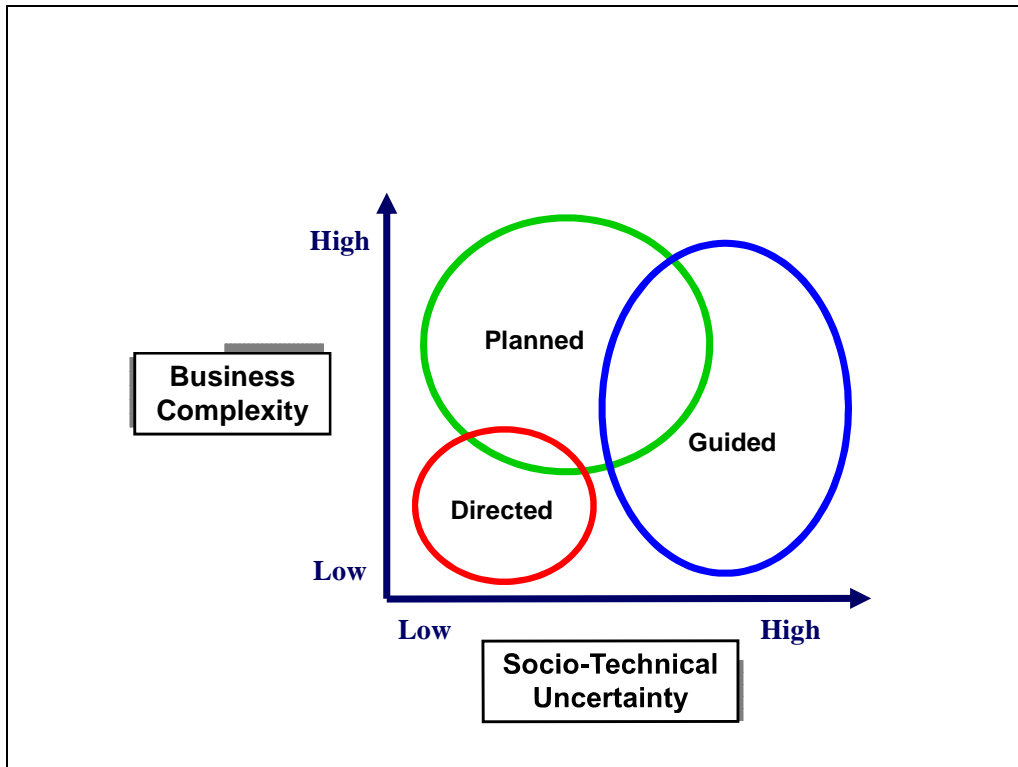 High
Planned
Business
Complexity
Guided
Directed
Low
Low
High
Socio-Technical
Uncertainty